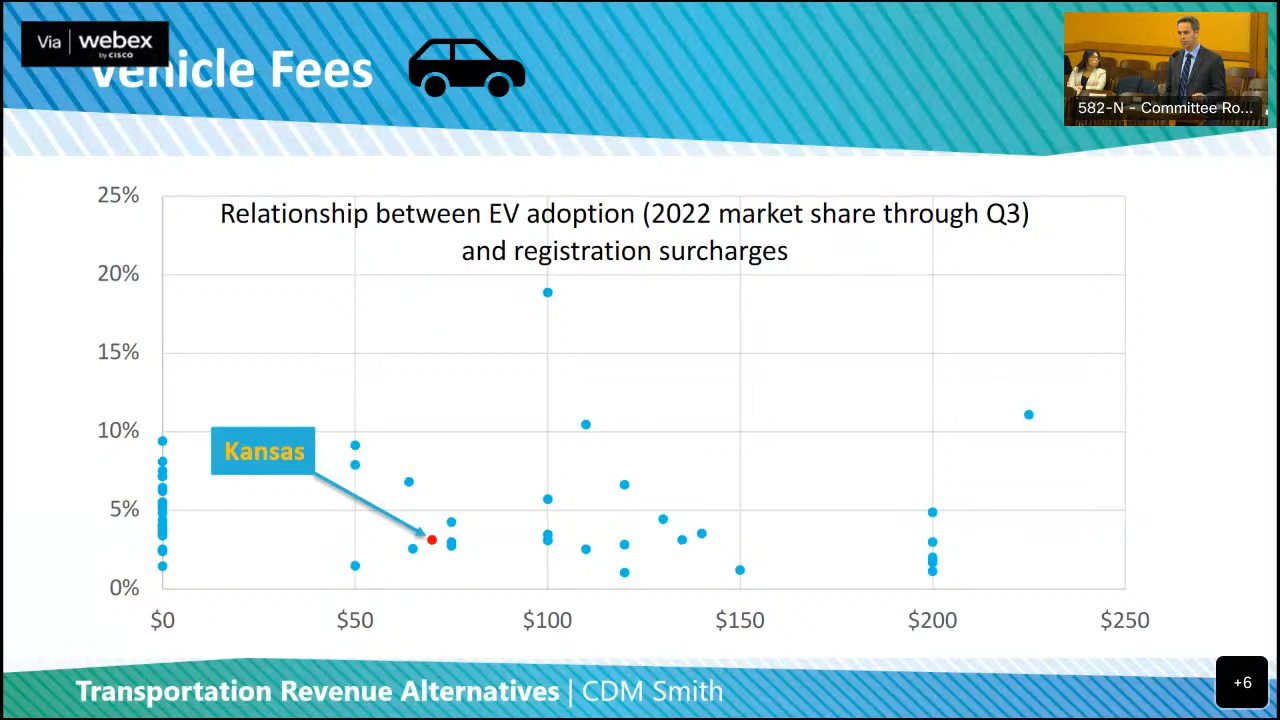 Via webex
by CISCO
Vehicle Fees
582-N - Committee Ro...
Relationship between EV adoption (2022 market share through Q3)
and registration surcharges
25%
20%
15%
10%
5%
0%
Kansas
$0 $50 $100 $150 $200 $250
Transportation Revenue Alternatives | CDM Smith
+6